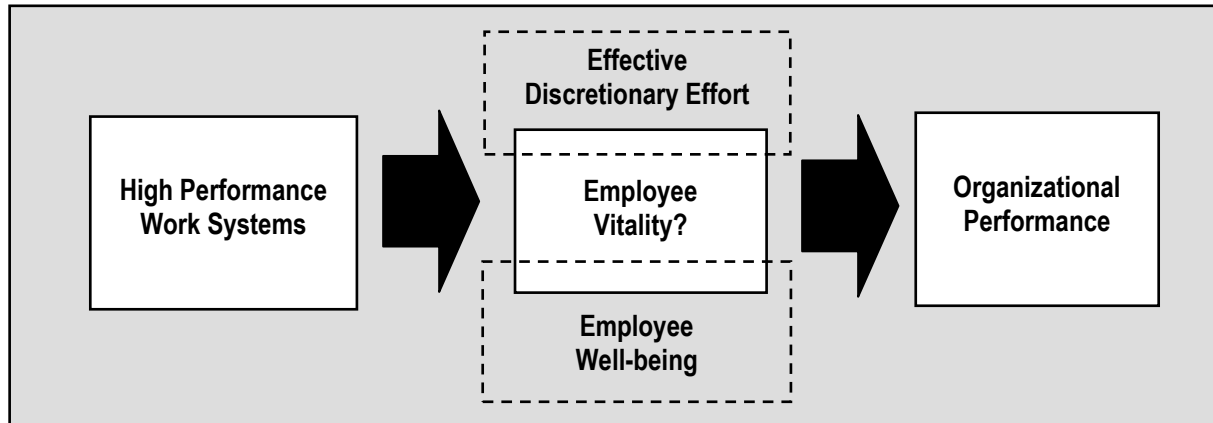 High Performance
Work Systems
Effective
Discretionary Effort
Employee
Vitality?
Employee
Well-being
Organizational
Performance